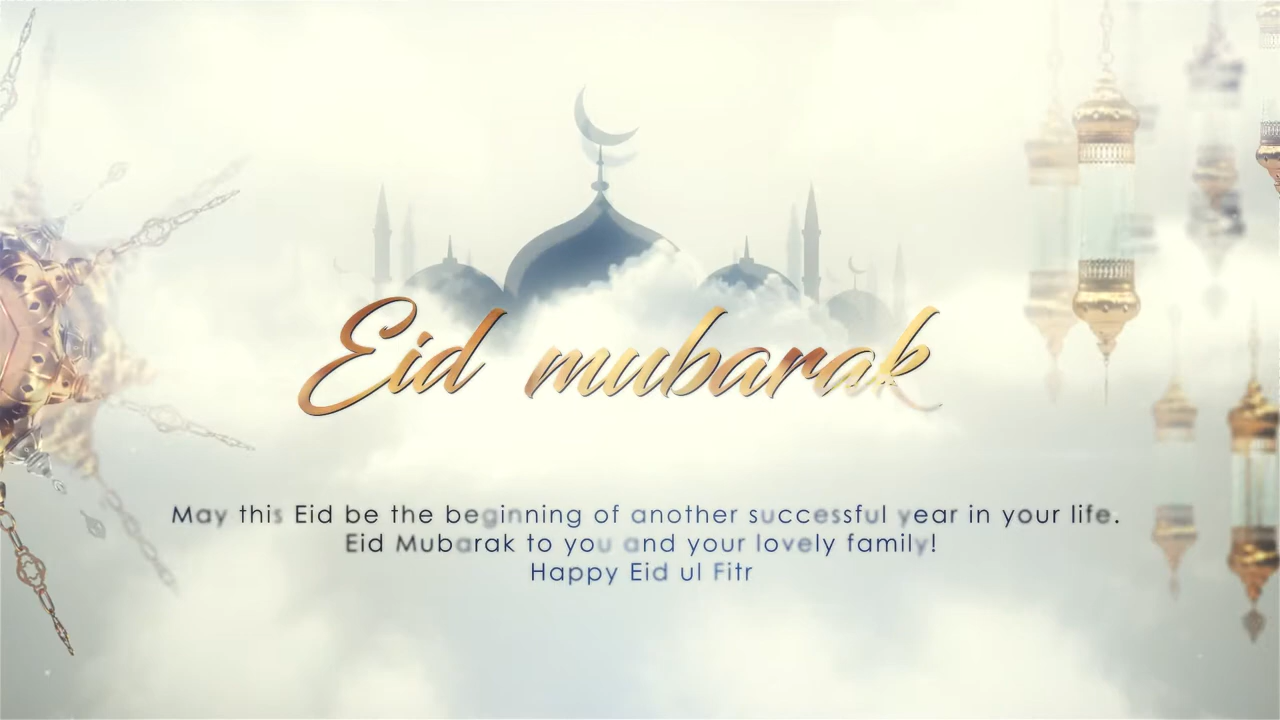 Eid mubarak
May this Eid be the beginning of another successful year in your life.
Eid Mubarak to you and your lovely family!
Happy Eid ul Fitr